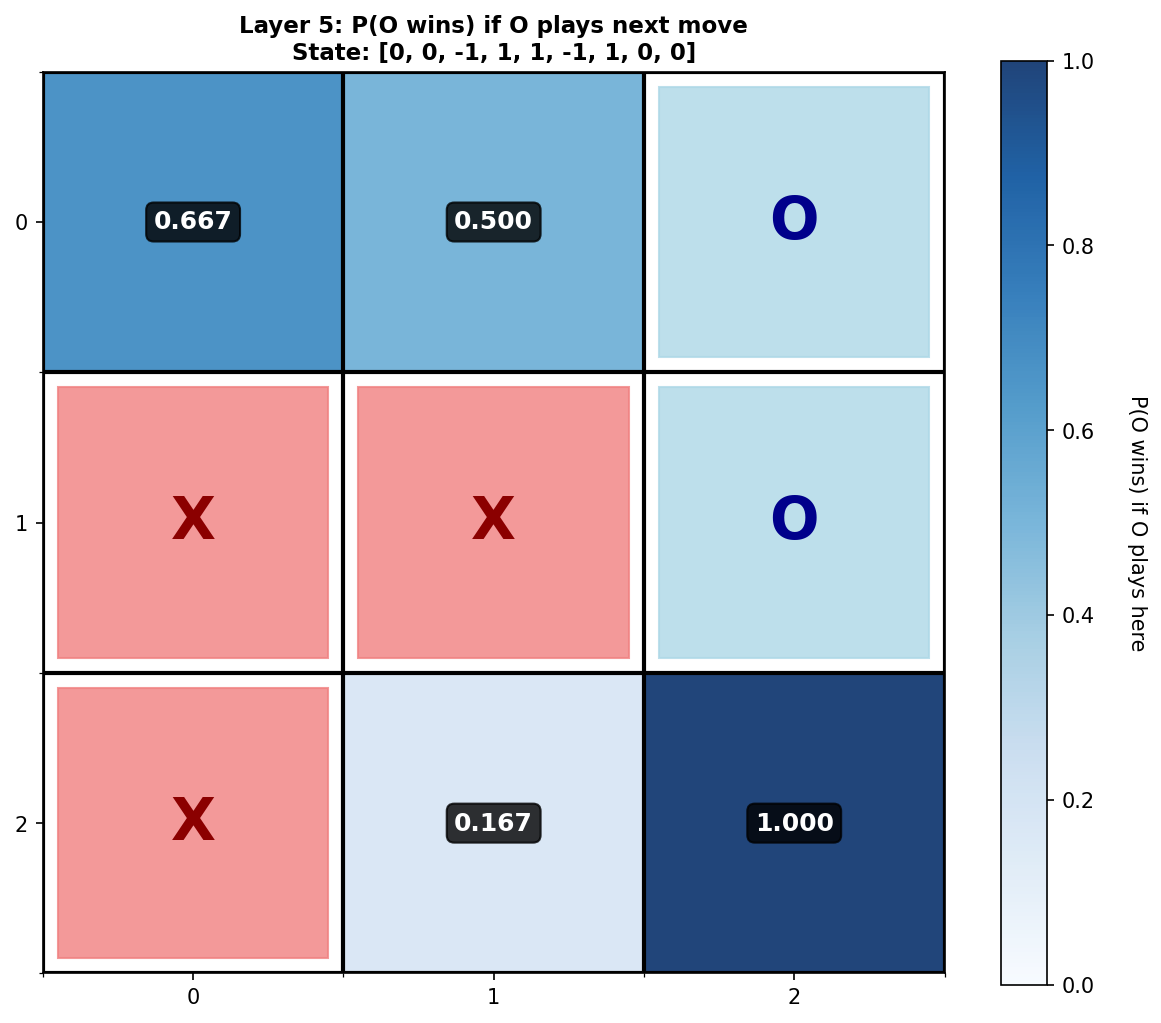 Layer 5: P(O wins) if O plays next move
State: [0, 0, -1, 1, 1, -1, 1, 0, 0]
0
0.667
0.500
O
1
X
X
O
2
X
0.167
1.000
0
1
2
1.0
0.8
0.6
0.4
0.2
0.0
P(O wins) if O plays here